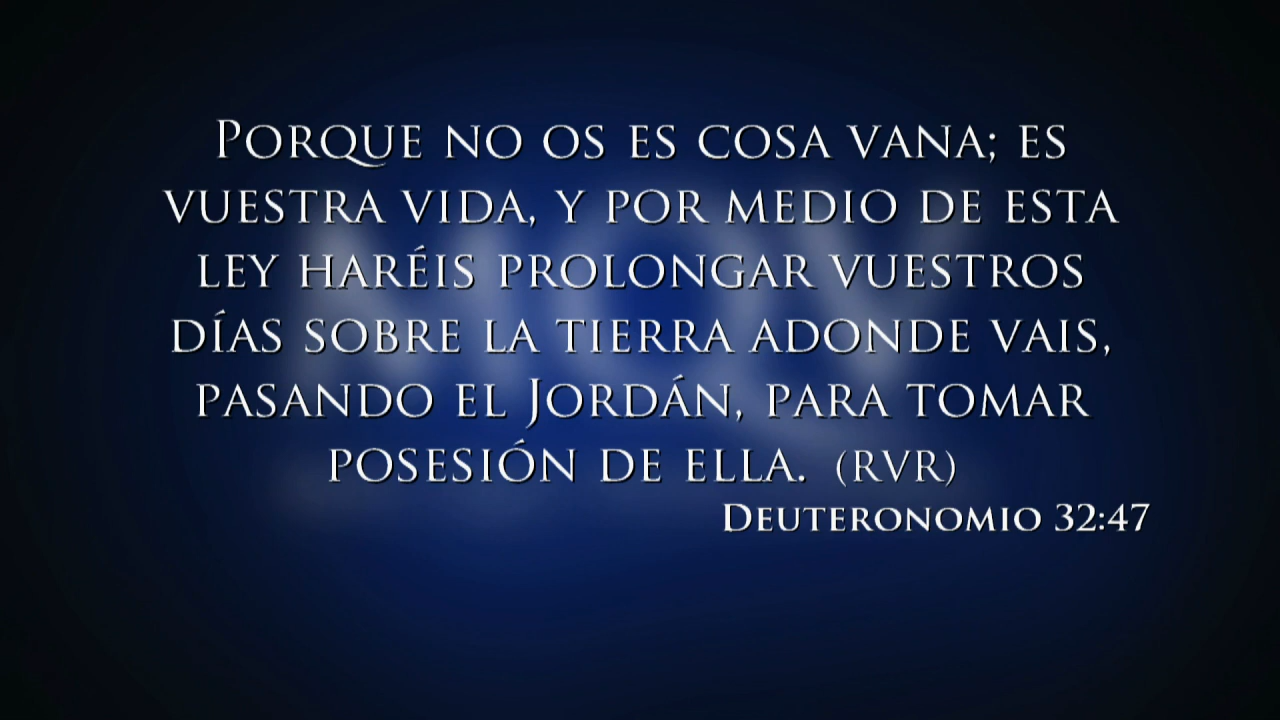 Porque no os es cosa vana; es
vuestra vida, y por medio de esta
ley haréis prolongar vuestros
días sobre la tierra adonde vais,
pasando el Jordán, para tomar
posesión de ella. (RVR)
Deuteronomio 32:47